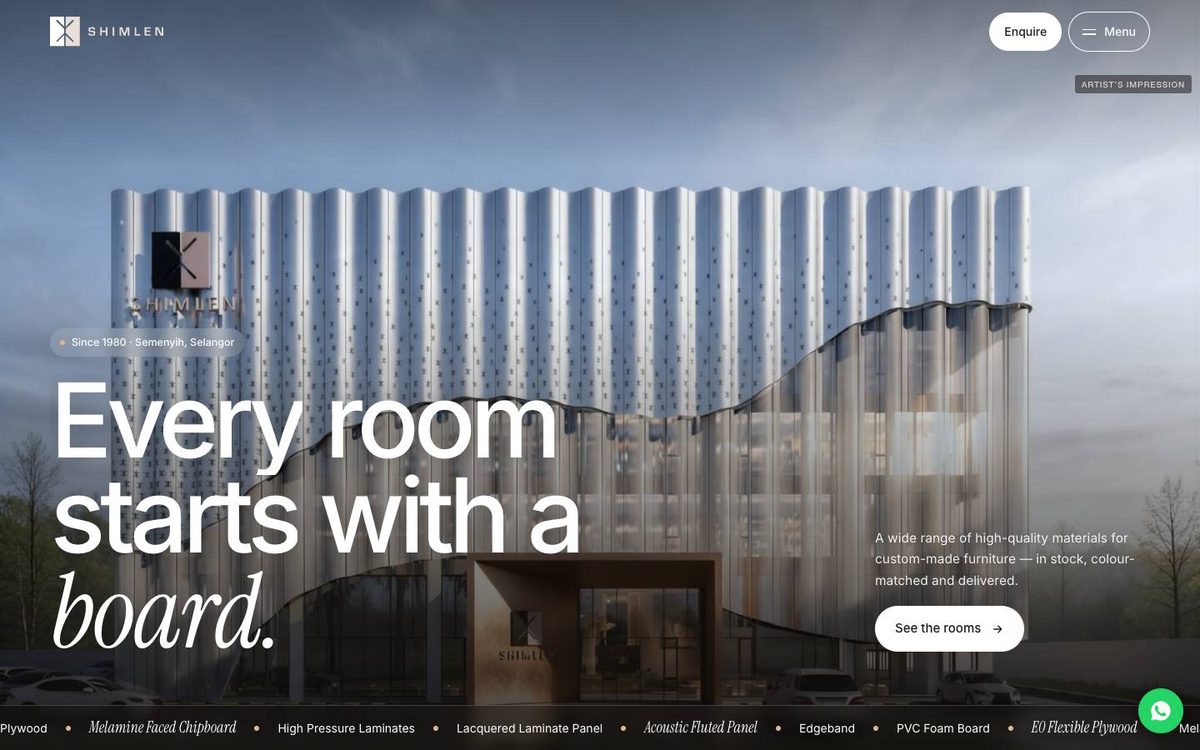 SHIMLEN
Enquire
Menu
ARTIST'S IMPRESSION
SHIMLEN
Since 1980 · Semenyih, Selangor
Every room
starts with a
board.
A wide range of high-quality materials for
custom-made furniture — in stock, colour-
matched and delivered.
See the rooms →
SHIMLEN
Plywood • Melamine Faced Chipboard • High Pressure Laminates • Lacquered Laminate Panel • Acoustic Fluted Panel • Edgeband • PVC Foam Board • E0 Flexible Plywood Mel